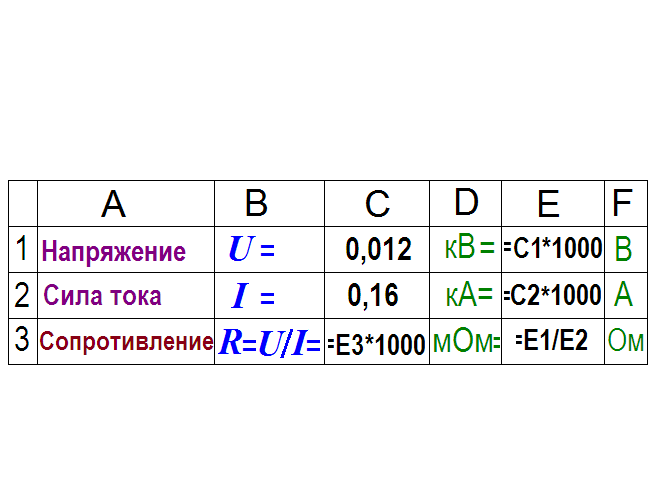 A B C D E F
1 Напряжение U = 0,012 кВ= =C1*1000 В
2 Сила тока I = 0,16 кА= =C2*1000 А
3 Сопротивление R=U/I= =E3*1000 мОм= =E1/E2 Ом